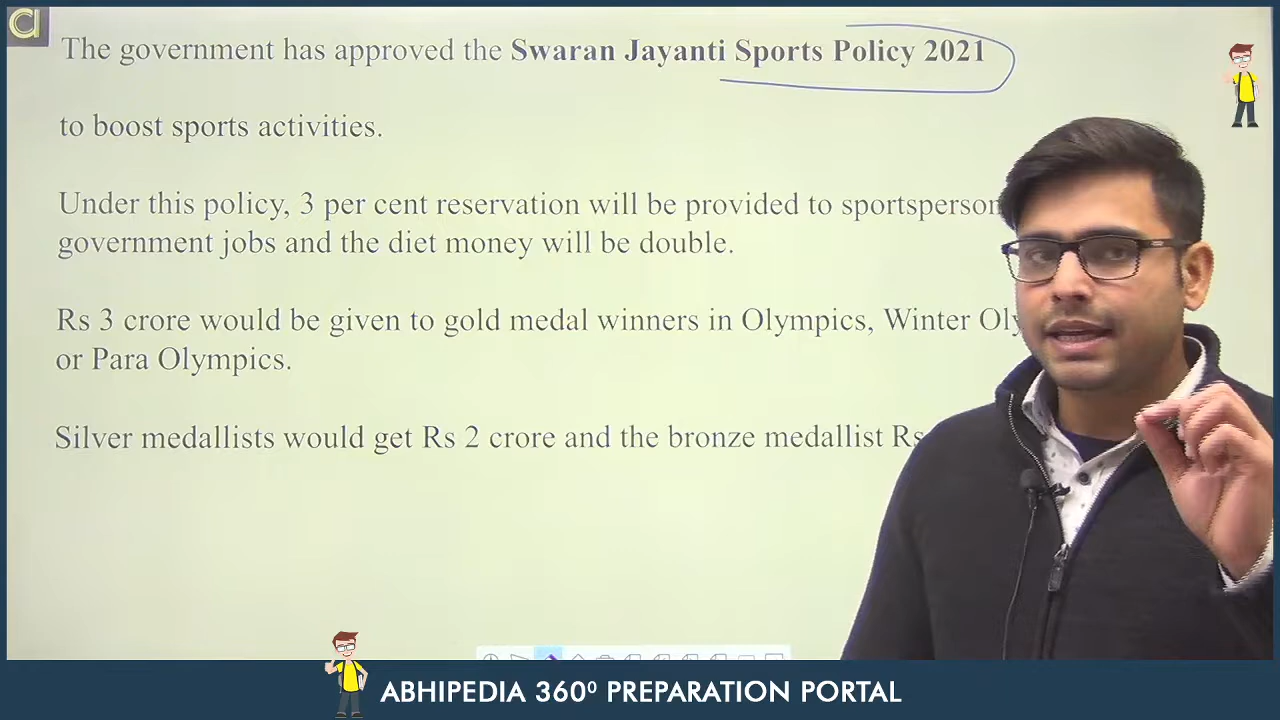 The government has approved the Swaran Jayanti Sports Policy 2021
to boost sports activities.
Under this policy, 3 per cent reservation will be provided to sportsperson
government jobs and the diet money will be double.
Rs 3 crore would be given to gold medal winners in Olympics, Winter
or Para Olympics.
Silver medallists would get Rs 2 crore and the bronze medallist Rs
ABHIPEDIA 360⁰ PREPARATION PORTAL